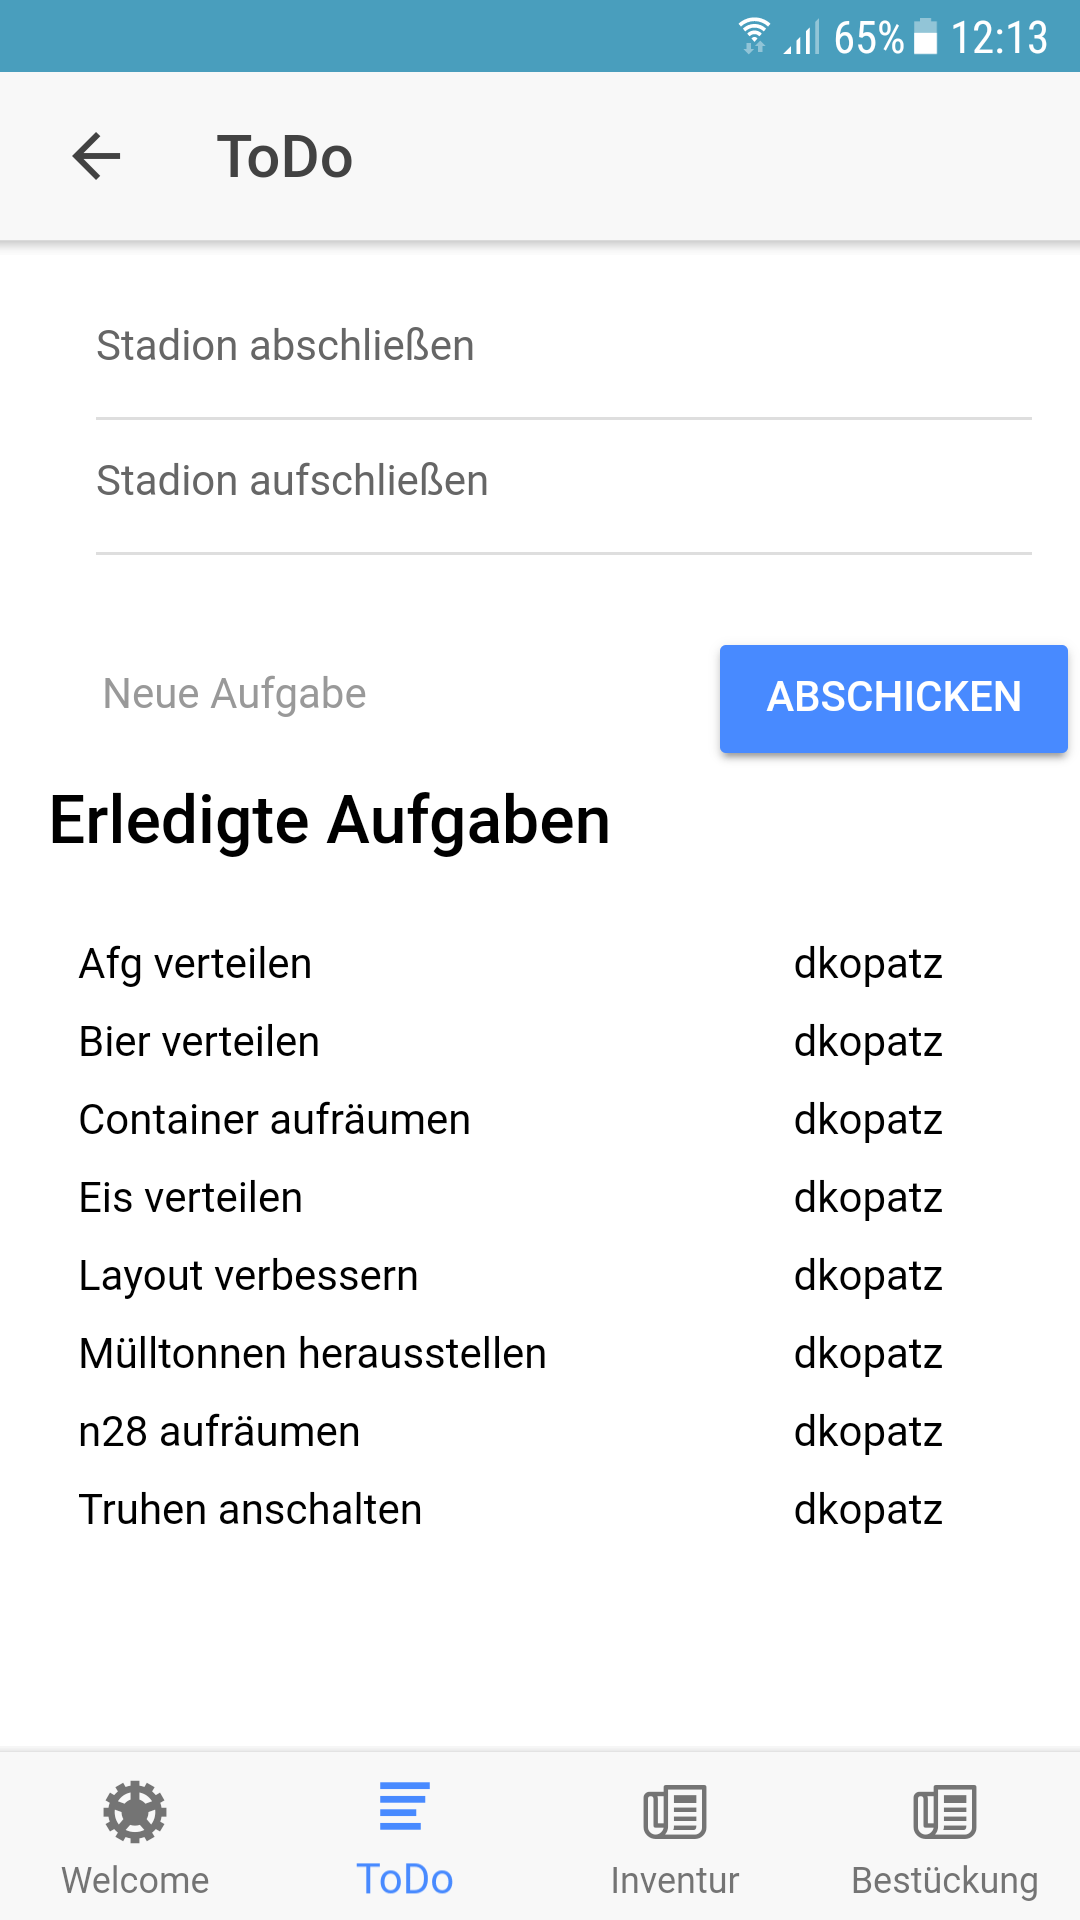 65% 12:13
ToDo
Stadion abschließen
Stadion aufschließen
Neue Aufgabe ABSCHICKEN
Erledigte Aufgaben
Afg verteilen dkopatz
Bier verteilen dkopatz
Container aufräumen dkopatz
Eis verteilen dkopatz
Layout verbessern dkopatz
Mülltonnen herausstellen dkopatz
n28 aufräumen dkopatz
Truhen anschalten dkopatz
Welcome ToDo Inventur Bestückung